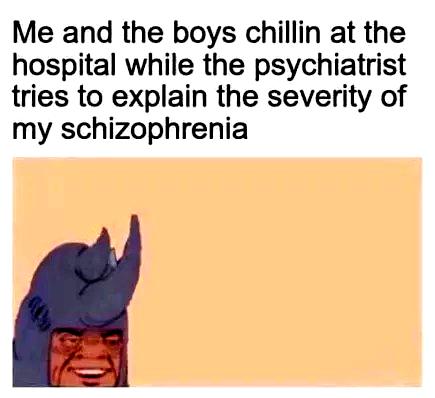 Me and the boys chillin at the
hospital while the psychiatrist
tries to explain the severity of
my schizophrenia